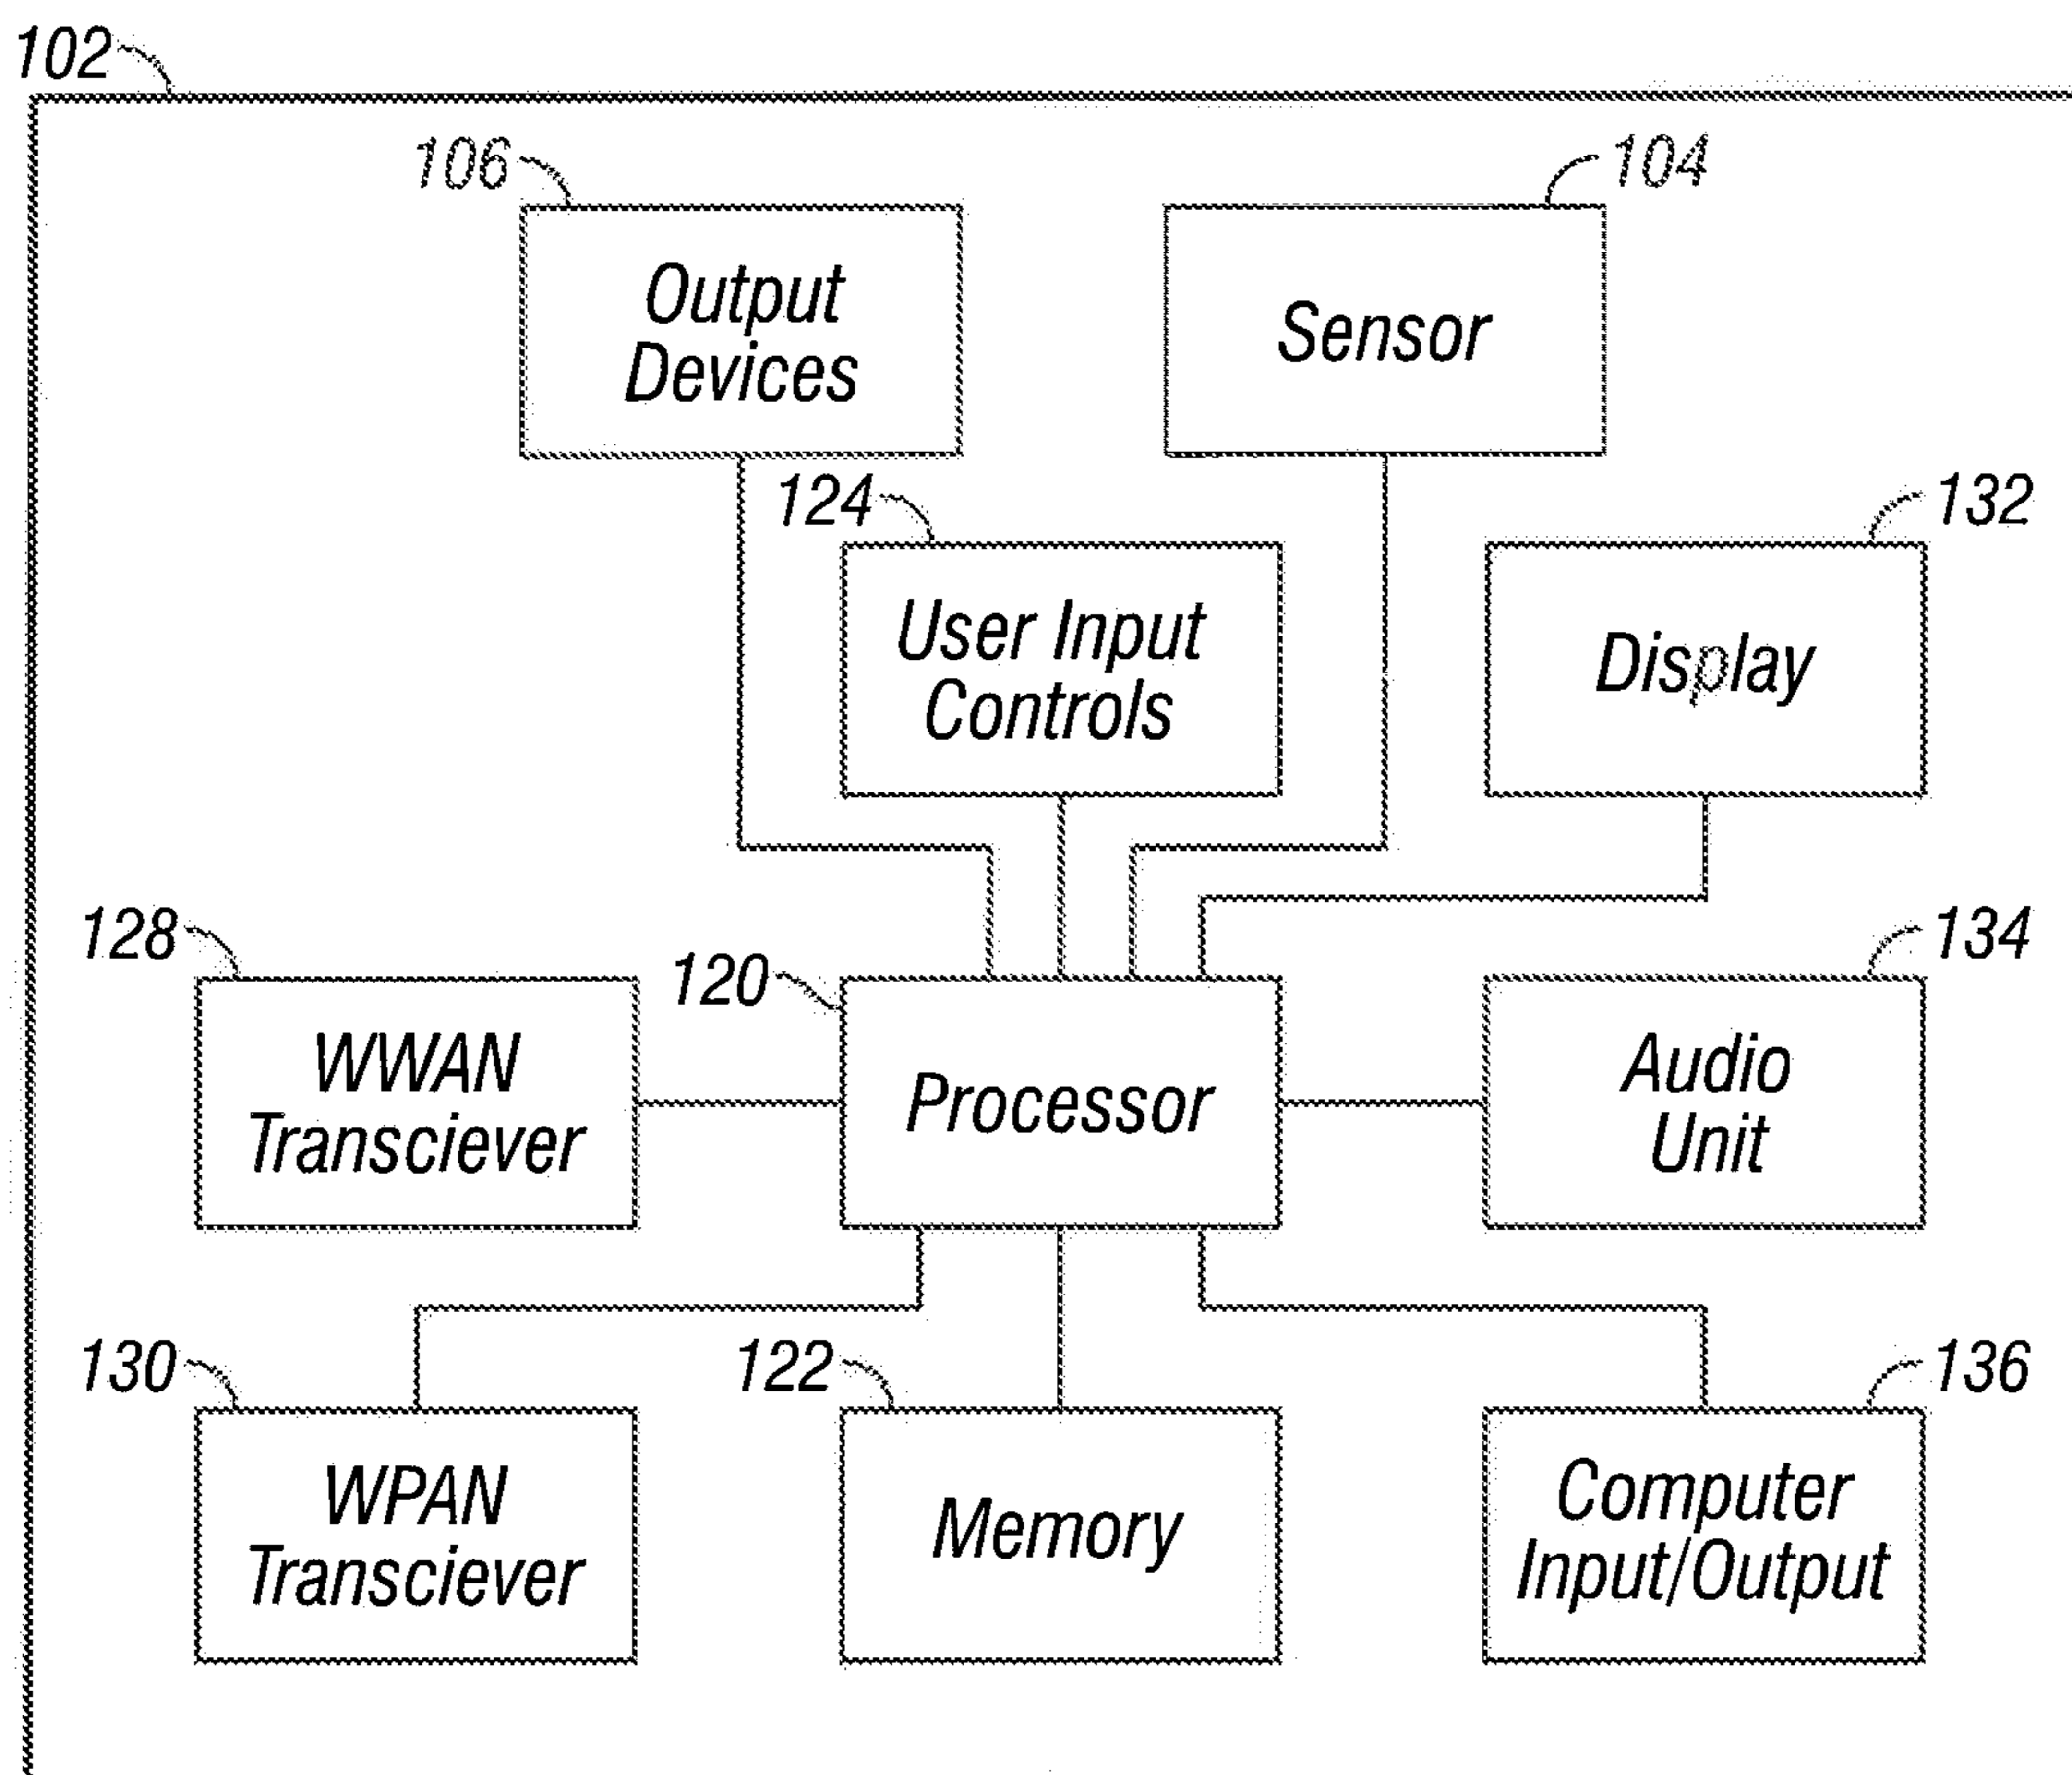 102
106
104
Output
Devices
Sensor
124
132
User Input
Controls
Display
128
120
134
WWAN
Transciever
Processor
Audio
Unit
130
122
136
WPAN
Transciever
Memory
Computer
Input/Output